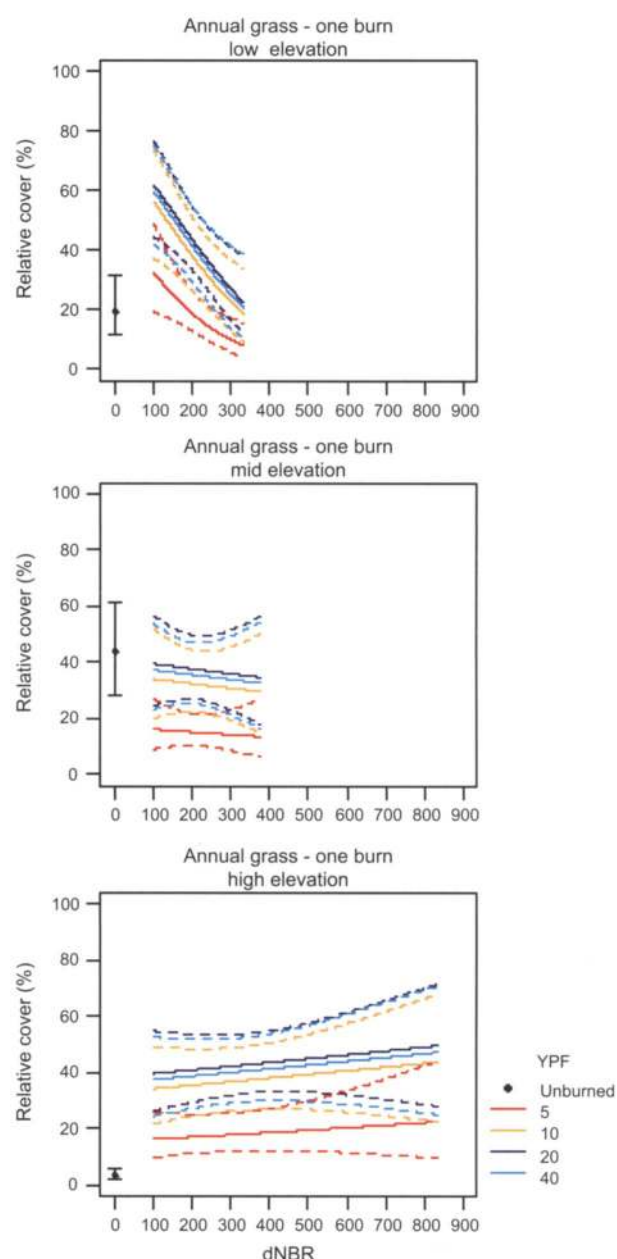 Annual grass - one burn
low elevation
Relative cover (%)
100
80
60
40
20
0
0 100 200 300 400 500 600 700 800 900
Annual grass - one burn
mid elevation
Relative cover (%)
100
80
60
40
20
0
0 100 200 300 400 500 600 700 800 900
Annual grass - one burn
high elevation
Relative cover (%)
100
80
60
40
20
0
0 100 200 300 400 500 600 700 800 900
dNBR
YPF
Unburned
5
10
20
40